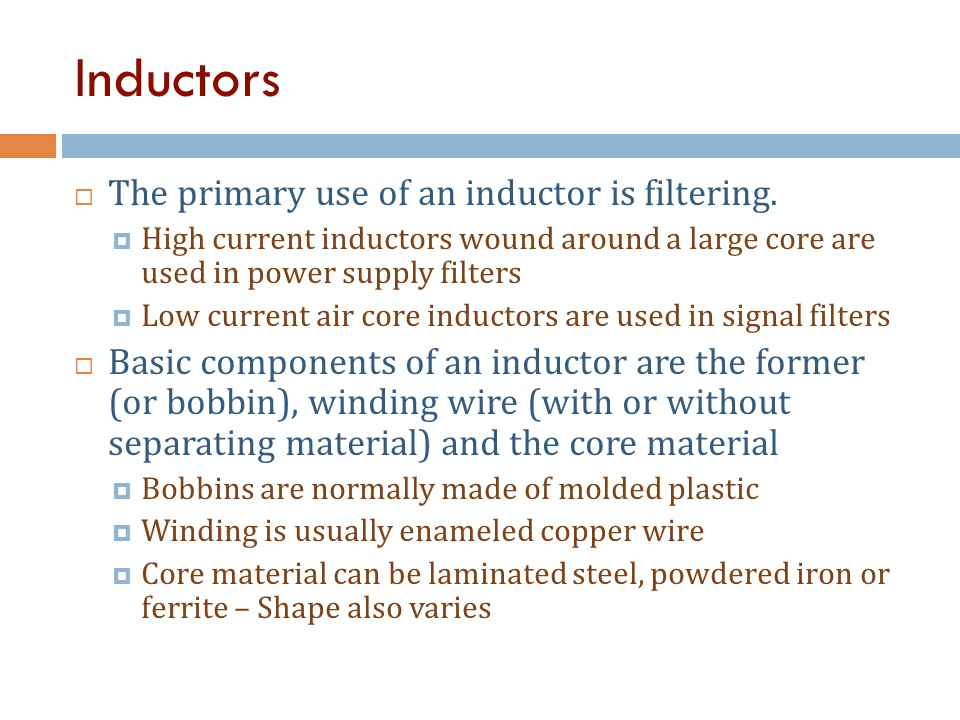 Inductors
The primary use of an inductor is filtering.
High current inductors wound around a large core are
used in power supply filters
Low current air core inductors are used in signal filters
Basic components of an inductor are the former
(or bobbin), winding wire (with or without
separating material) and the core material
Bobbins are normally made of molded plastic
Winding is usually enameled copper wire
Core material can be laminated steel, powdered iron or
ferrite – Shape also varies